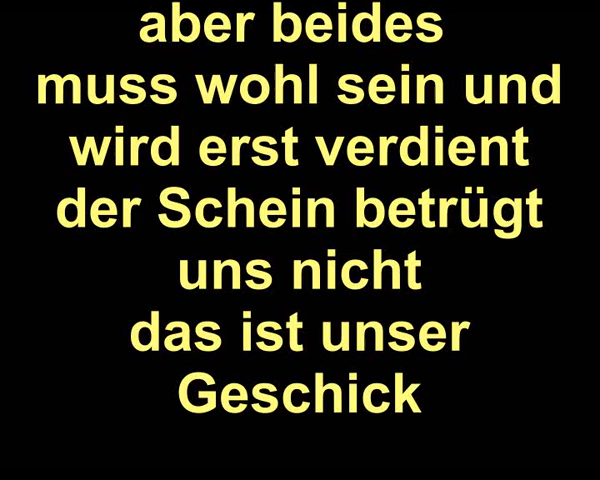 aber beides
muss wohl sein und
wird erst verdient
der Schein betrügt
uns nicht
das ist unser
Geschick